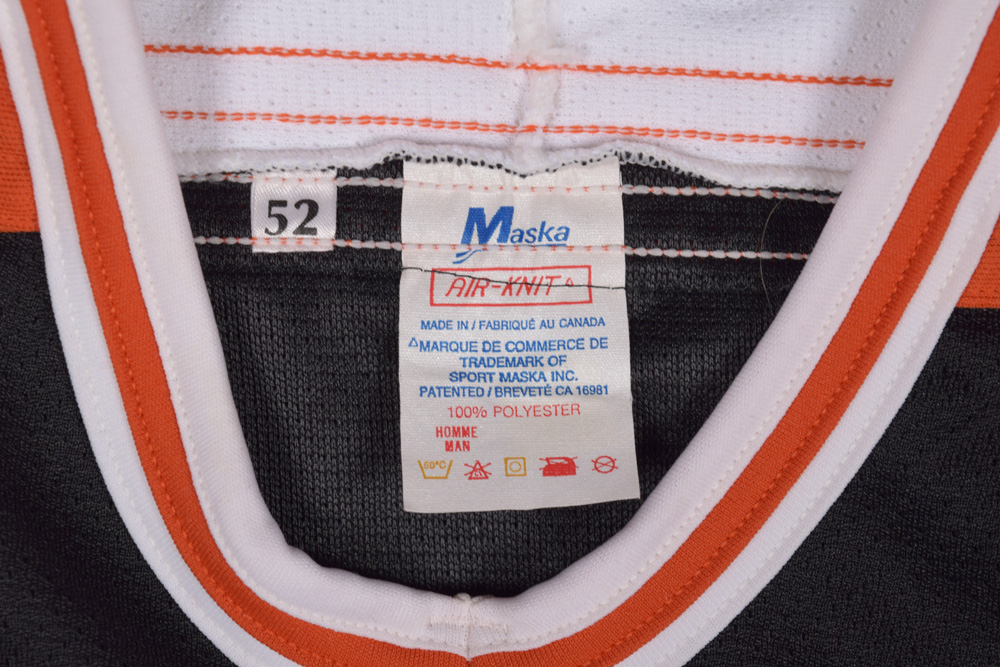 52
Maska
AIR-KNIT △
MADE IN / FABRIQUÉ AU CANADA
△MARQUE DE COMMERCE DE
TRADEMARK OF
SPORT MASKA INC.
PATENTED / BREVETÉ CA 16981
100% POLYESTER
HOMME
MAN
50°C